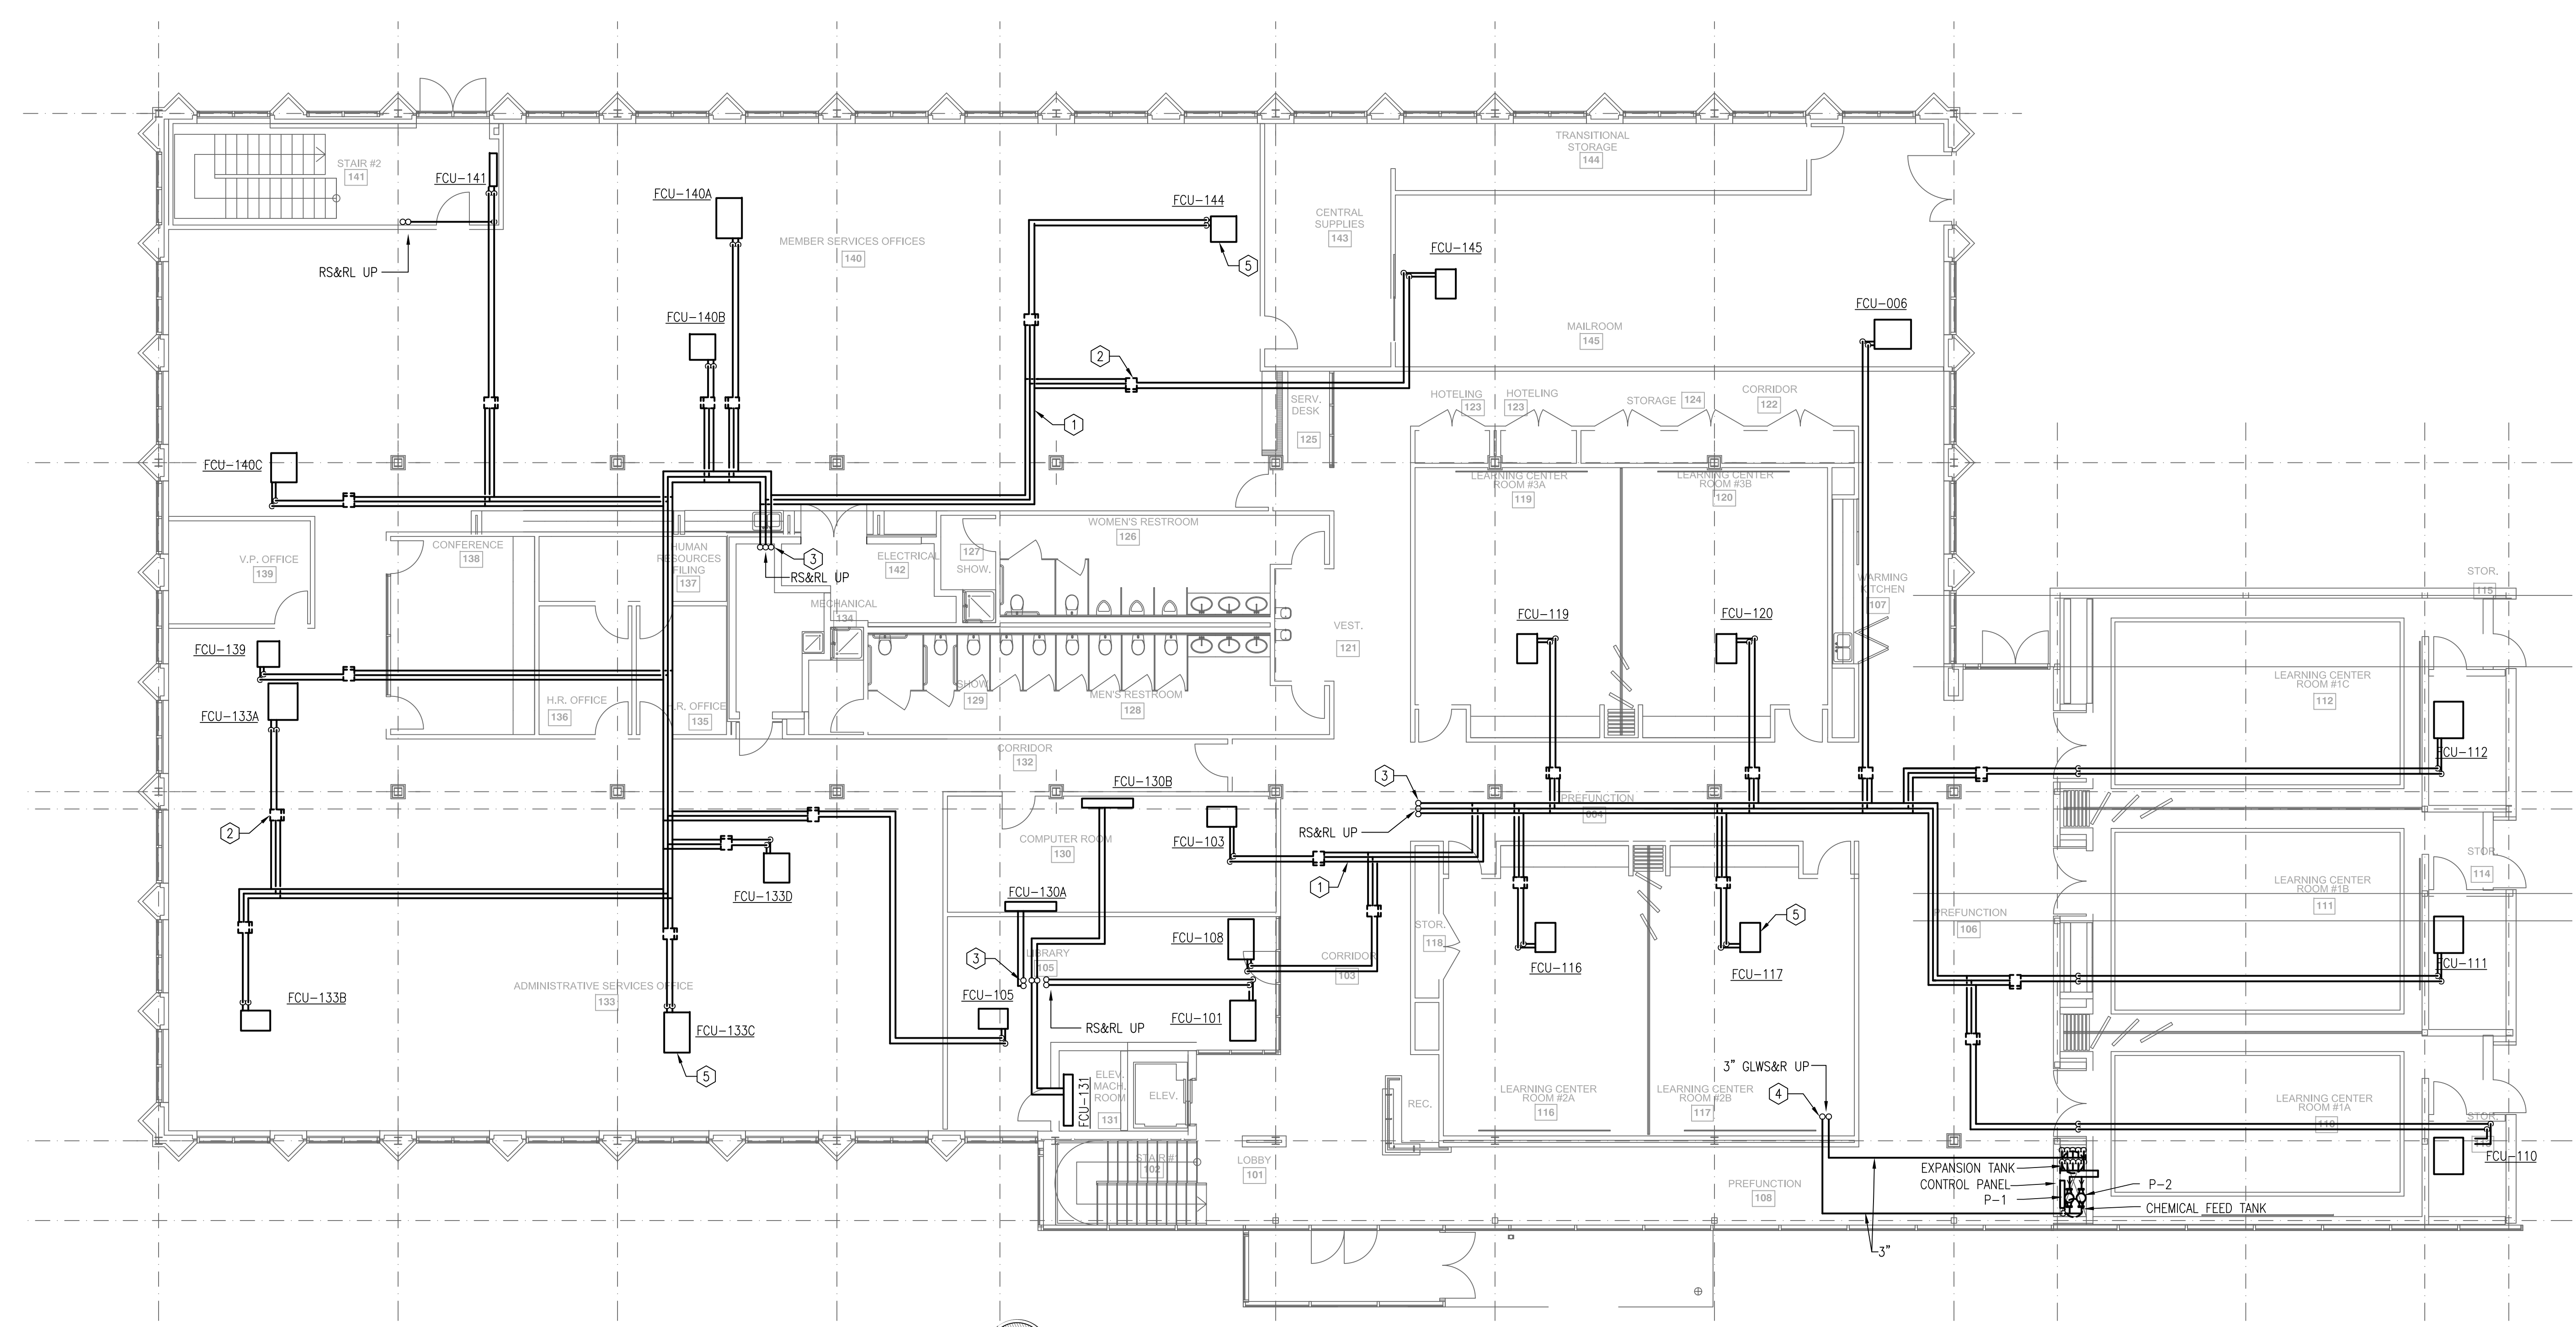 TRANSITIONAL
STORAGE
144
STAIR #2
141
FCU-141
FCU-140A
FCU-144
CENTRAL
SUPPLIES
143
MEMBER SERVICES OFFICES
140
FCU-145
RS&RL UP
5
FCU-006
FCU-140B
MAILROOM
145
2
1
SERV.
DESK
125
HOTELING
123
HOTELING
123
STORAGE 124
CORRIDOR
122
FCU-140C
LEARNING CENTER
ROOM #3A
119
LEARNING CENTER
ROOM #3B
120
V.P. OFFICE
139
CONFERENCE
138
HUMAN
RESOURCES
FILING
137
3
RS&RL UP
ELECTRICAL
142
127
SHOW.
WOMEN'S RESTROOM
126
MECHANICAL
134
WARMING
KITCHEN
107
STOR.
115
FCU-119
FCU-120
VEST.
121
FCU-139
FCU-133A
H.R. OFFICE
136
H.R. OFFICE
135
SHOW.
129
MEN'S RESTROOM
128
LEARNING CENTER
ROOM #1C
112
FCU-112
CORRIDOR
132
FCU-130B
3
PREFUNCTION
004
RS&RL UP
2
COMPUTER ROOM
130
FCU-103
STOR.
114
FCU-133D
FCU-130A
1
LEARNING CENTER
ROOM #1B
111
5
PREFUNCTION
106
STOR.
118
FCU-108
LIBRARY
105
3
CORRIDOR
103
FCU-116
FCU-117
FCU-111
ADMINISTRATIVE SERVICES OFFICE
133
FCU-133B
FCU-105
FCU-101
FCU-133C
RS&RL UP
5
ELEV.
MACH.
ROOM
131
FCU-131
ELEV.
3" GLWS&R UP
4
REC.
LEARNING CENTER
ROOM #2A
116
LEARNING CENTER
ROOM #2B
117
LEARNING CENTER
ROOM #1A
110
STOR.
STAIR #1
102
LOBBY
101
FCU-110
EXPANSION TANK
CONTROL PANEL
P-1
P-2
CHEMICAL FEED TANK
PREFUNCTION
108
3"